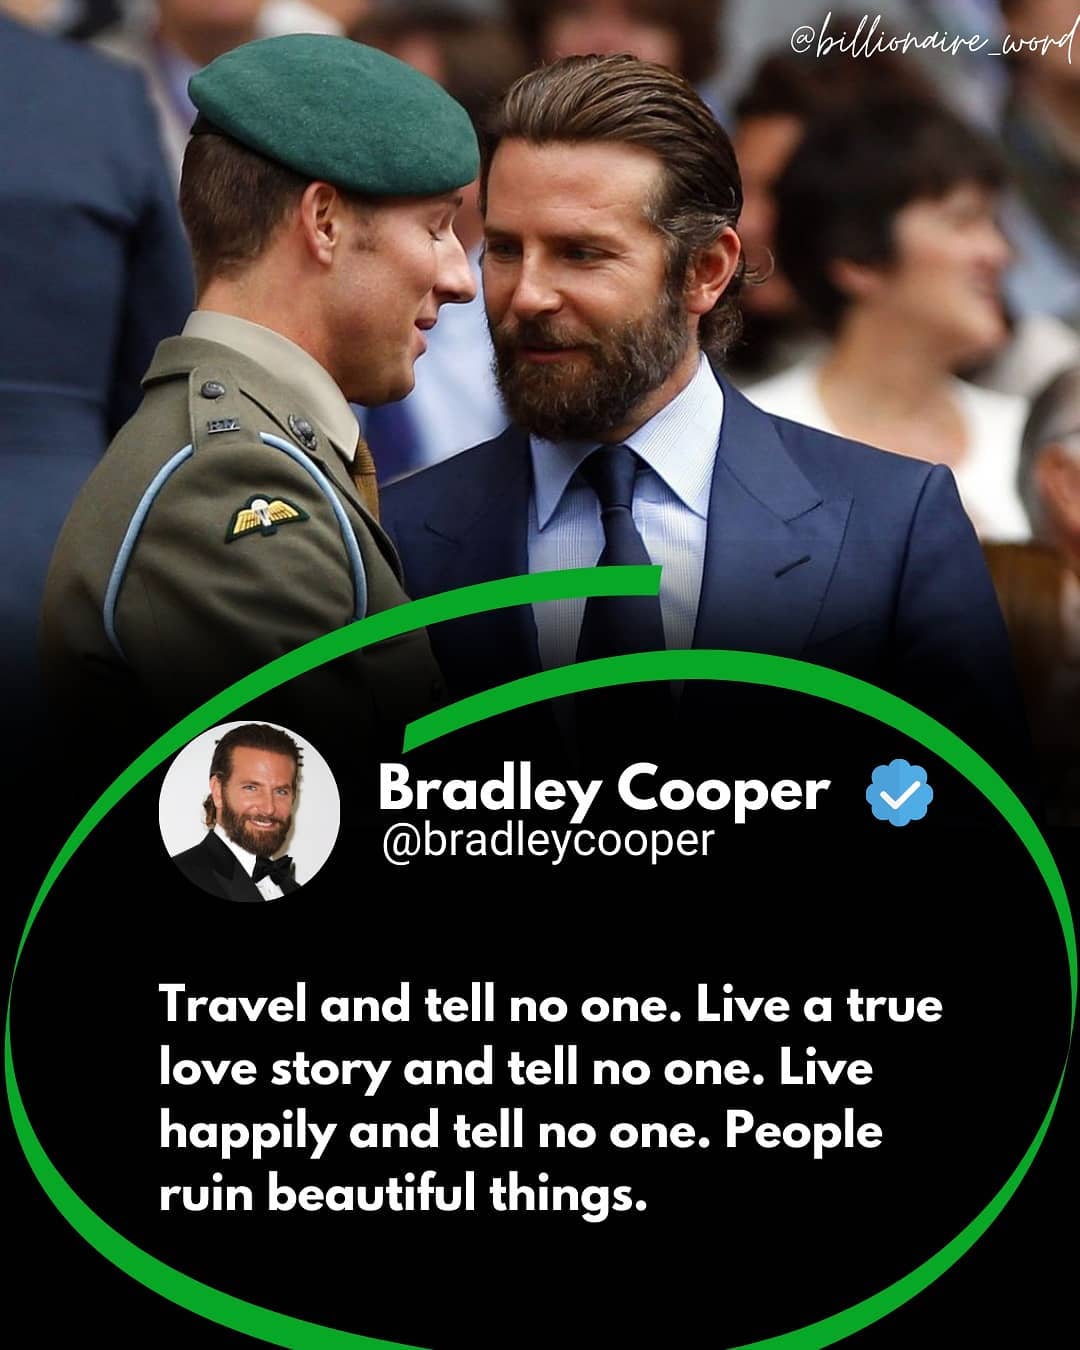 @billionaire_word
Bradley Cooper
@bradleycooper
Travel and tell no one. Live a true
love story and tell no one. Live
happily and tell no one. People
ruin beautiful things.